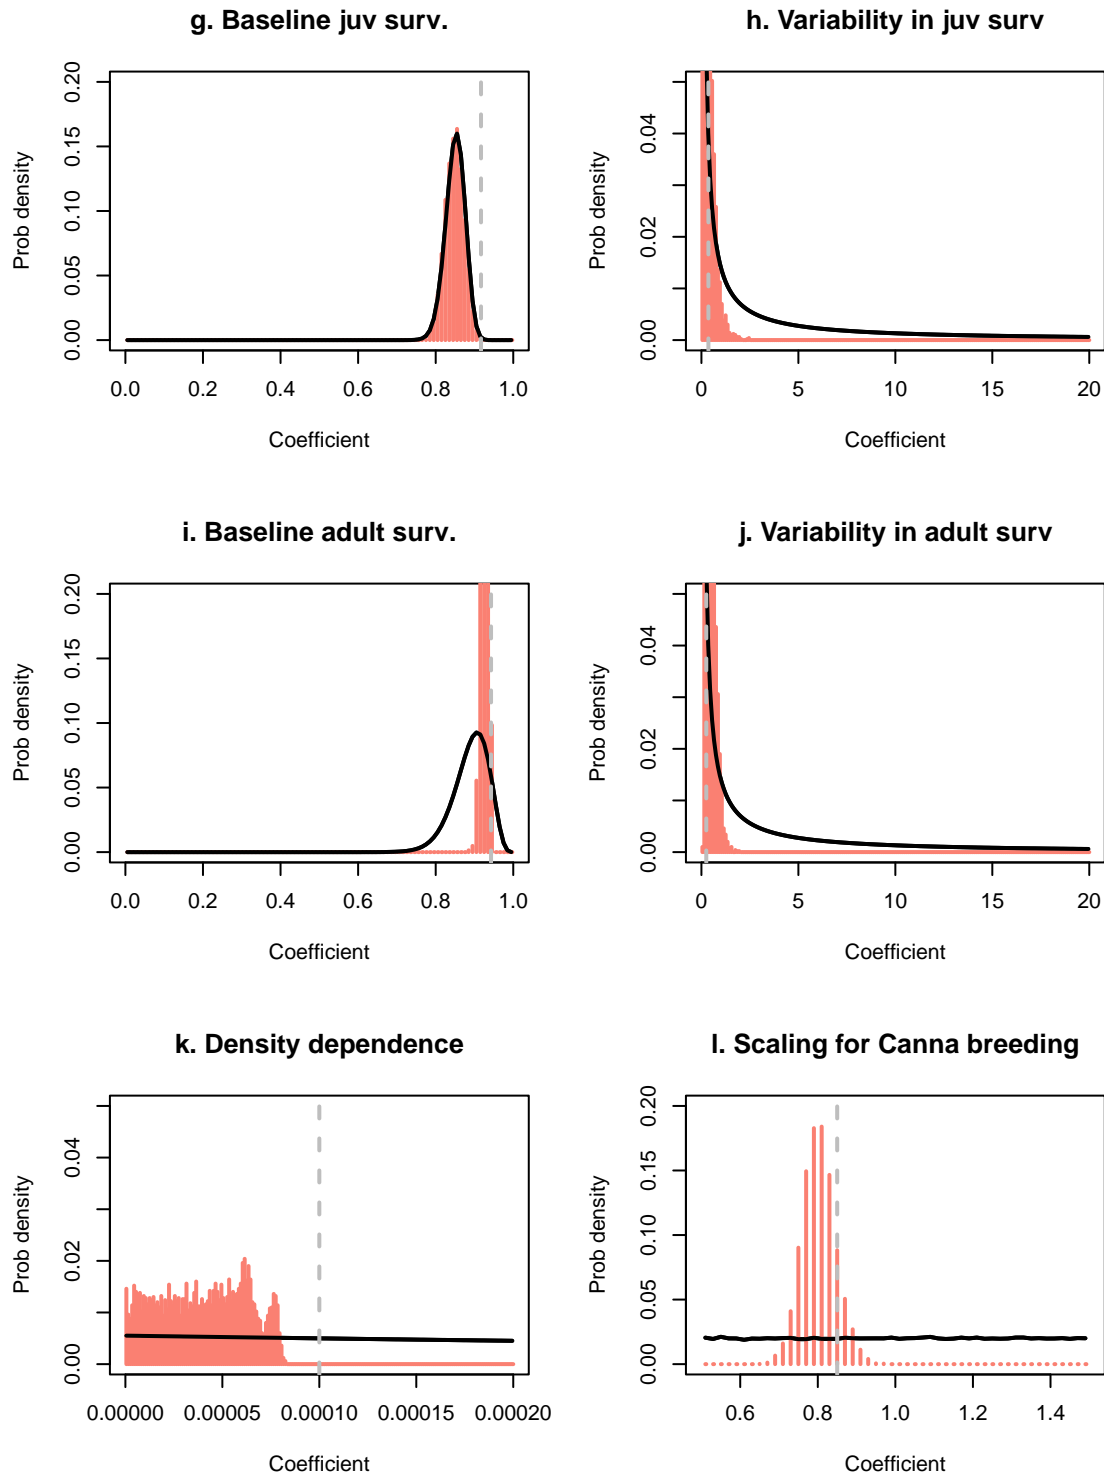 g. Baseline juv surv.
Prob density
0.00 0.05 0.10 0.15 0.20
0.0 0.2 0.4 0.6 0.8 1.0
Coefficient
h. Variability in juv surv
Prob density
0.00 0.02 0.04
0 5 10 15 20
Coefficient
i. Baseline adult surv.
Prob density
0.00 0.05 0.10 0.15 0.20
0.0 0.2 0.4 0.6 0.8 1.0
Coefficient
j. Variability in adult surv
Prob density
0.00 0.02 0.04
0 5 10 15 20
Coefficient
k. Density dependence
Prob density
0.00 0.02 0.04
0.00000 0.00005 0.00010 0.00015 0.00020
Coefficient
l. Scaling for Canna breeding
Prob density
0.00 0.05 0.10 0.15 0.20
0.6 0.8 1.0 1.2 1.4
Coefficient